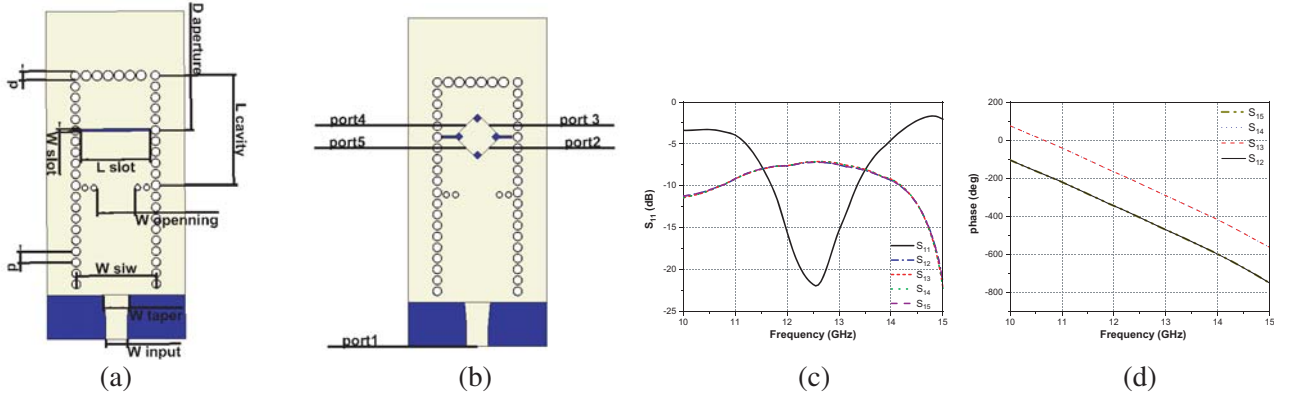 D aperture
d
W slot
L slot
L cavity
W openning
p
W siw
W taper
W input
(a)
port4
port 3
port5
port2
port1
(b)
0
-5
-10
-15
-20
-25
S11 (dB)
S11
S12
S13
S14
S15
10 11 12 13 14 15
Frequency (GHz)
(c)
200
0
-200
-400
-600
-800
phase (deg)
S15
S14
S13
S12
10 11 12 13 14 15
Frequency (GHz)
(d)